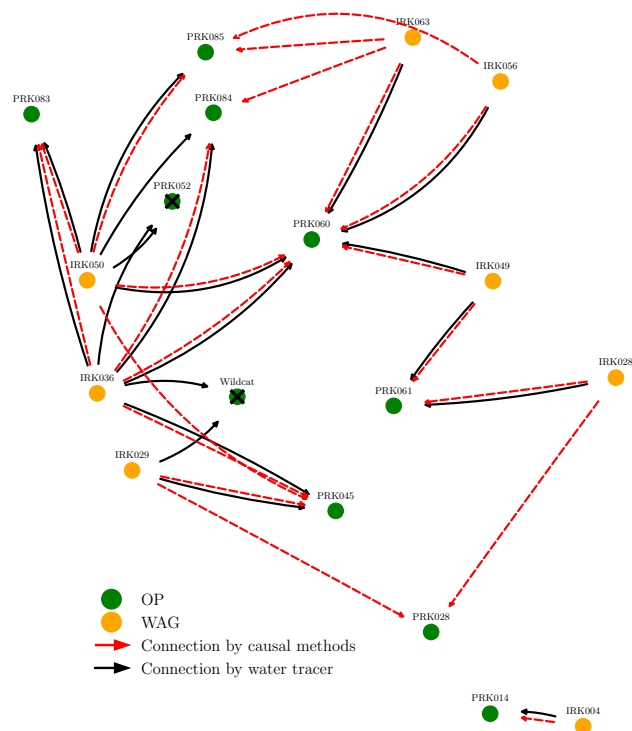 IRK063
PRK085
IRK056
PRK083
PRK084
PRK052
PRK060
IRK050
IRK049
IRK036
Wildcat
IRK028
PRK061
IRK029
PRK045
OP
WAG
PRK028
Connection by causal methods
Connection by water tracer
PRK014
IRK004